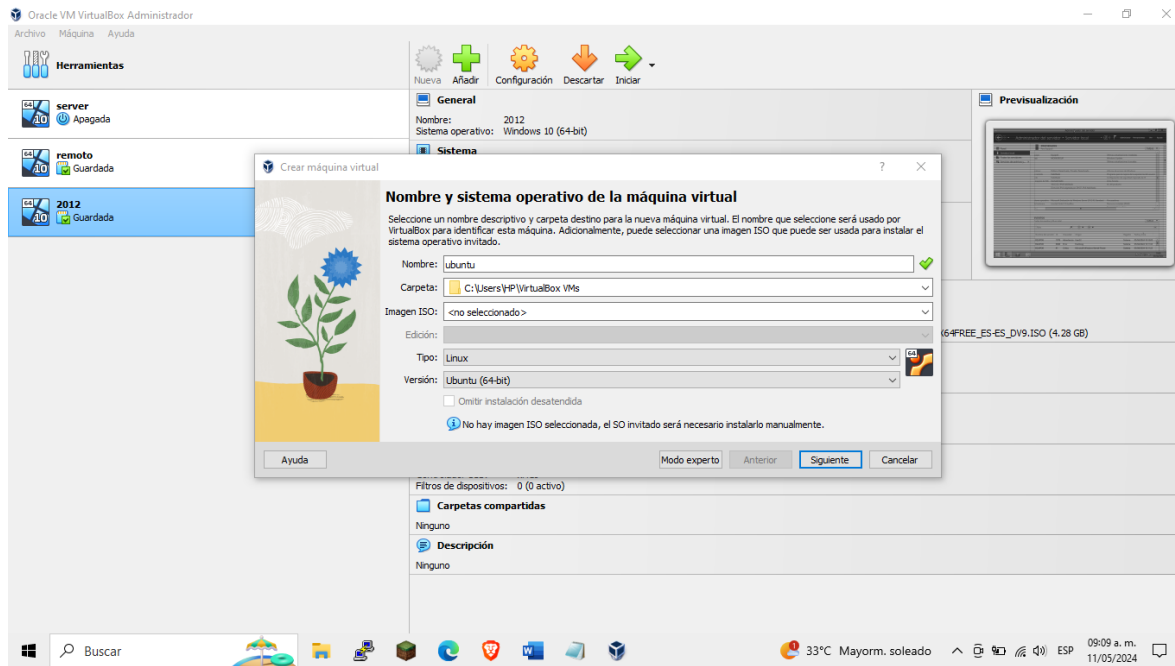 Oracle VM VirtualBox Administrador
Archivo Máquina Ayuda
Herramientas
Nueva Añadir Configuración Descartar Iniciar
server
Apagada
remoto
Guardada
2012
Guardada
General
Nombre: 2012
Sistema operativo: Windows 10 (64-bit)
Sistema
Previsualización
Crear máquina virtual
Nombre y sistema operativo de la máquina virtual
Seleccione un nombre descriptivo y carpeta destino para la nueva máquina virtual. El nombre que seleccione será usado por
VirtualBox para identificar esta máquina. Adicionalmente, puede seleccionar una imagen ISO que puede ser usada para instalar el
sistema operativo invitado.
Nombre: ubuntu
Carpeta: C:\Users\HP\VirtualBox VMs
Imagen ISO: <no seleccionado>
Edición:
Tipo: Linux
Versión: Ubuntu (64-bit)
Omitir instalación desatendida
No hay imagen ISO seleccionada, el SO invitado será necesario instalarlo manualmente.
Ayuda Modo experto Anterior Siguiente Cancelar
X64FREE_ES-ES_DV9.ISO (4.28 GB)
Filtros de dispositivos: 0 (0 activo)
Carpetas compartidas
Ninguno
Descripción
Ninguno
Buscar
33°C Mayorm. soleado
ESP
09:09 a. m.
11/05/2024